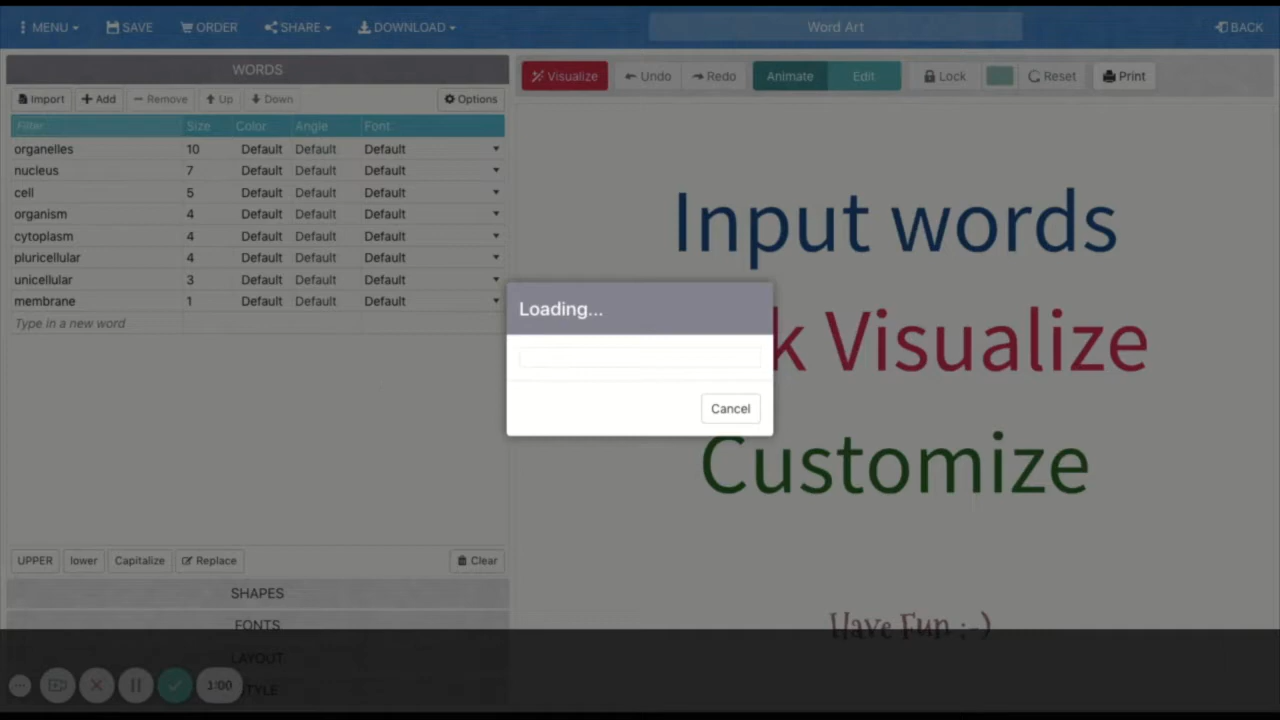 MENU SAVE ORDER SHARE DOWNLOAD Word Art BACK
WORDS
Visualize Undo Redo Animate Edit Lock Reset Print
Import Add Remove Up Down Options
Filter Size Color Angle Font
organelles 10 Default Default Default
nucleus 7 Default Default Default
cell 5 Default Default Default
organism 4 Default Default Default
cytoplasm 4 Default Default Default
pluricellular 4 Default Default Default
unicellular 3 Default Default Default
membrane 1 Default Default Default
Type in a new word
Input words
Loading...
k Visualize
Cancel
Customize
UPPER lower Capitalize Replace Clear
SHAPES
FONTS
Have Fun :-)
LAYOUT
1:00 STYLE